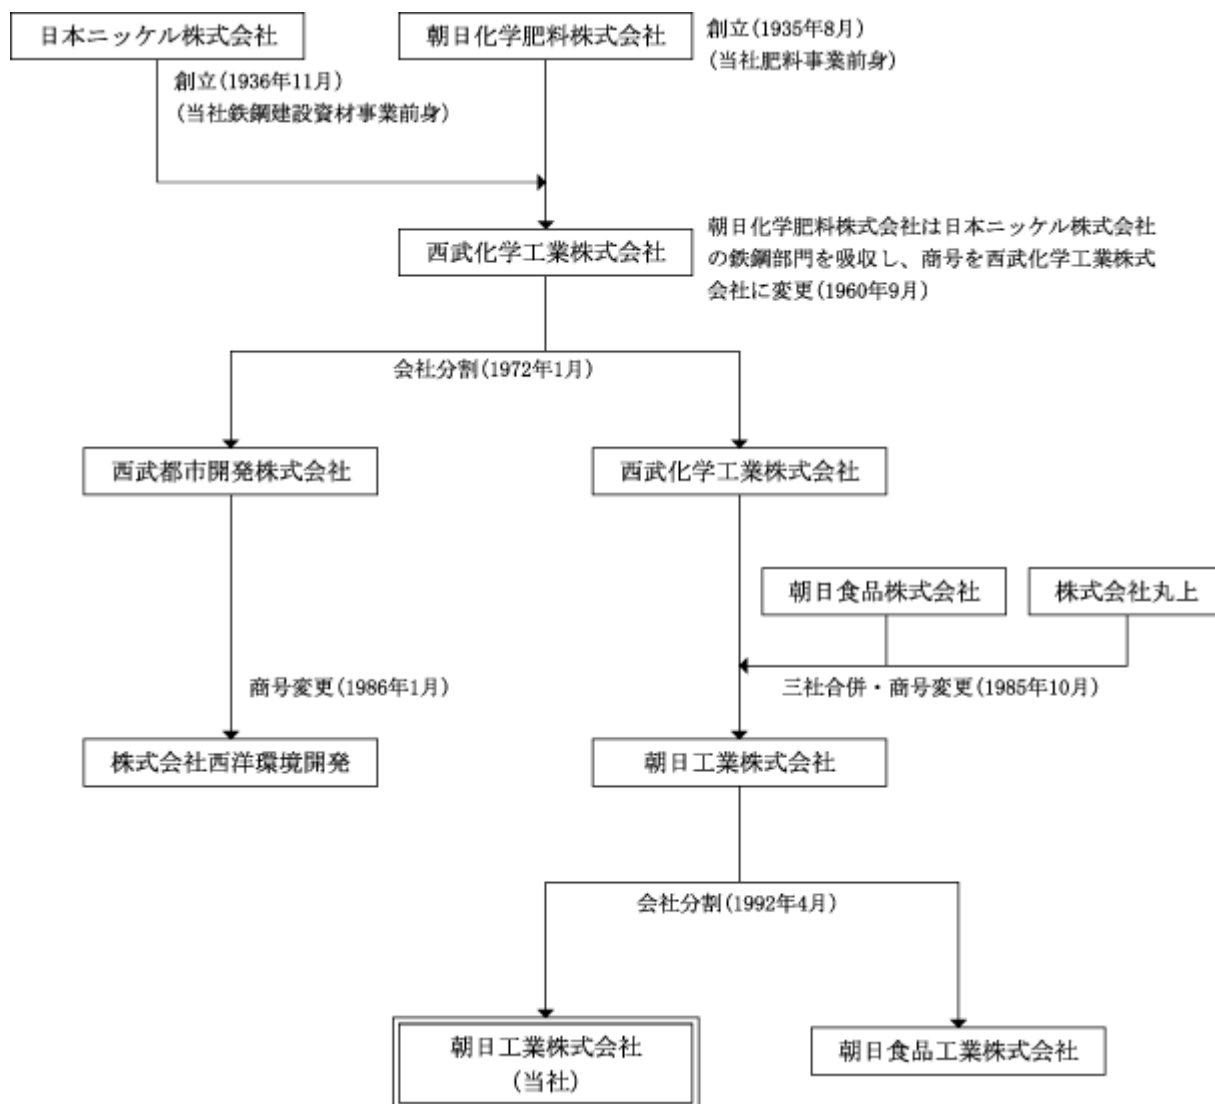 日本ニッケル株式会社
朝日化学肥料株式会社
創立(1935年8月)
(当社肥料事業前身)
創立(1936年11月)
(当社鉄鋼建設資材事業前身)
西武化学工業株式会社
朝日化学肥料株式会社は日本ニッケル株式会社
の鉄鋼部門を吸収し、商号を西武化学工業株式
会社に変更(1960年9月)
会社分割(1972年1月)
西武都市開発株式会社
西武化学工業株式会社
朝日食品株式会社
株式会社丸上
商号変更(1986年1月)
三社合併・商号変更(1985年10月)
株式会社西洋環境開発
朝日工業株式会社
会社分割(1992年4月)
朝日工業株式会社
(当社)
朝日食品工業株式会社